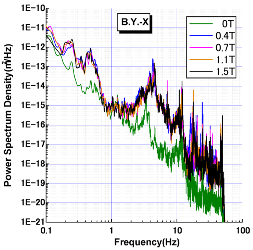 B.Y.-X
0T
0.4T
0.7T
1.1T
1.5T
Power Spectrum Density(m²/Hz)
1E-10
1E-11
1E-12
1E-13
1E-14
1E-15
1E-16
1E-17
1E-18
1E-19
1E-20
1E-21
0.1
1
10
100
Frequency(Hz)